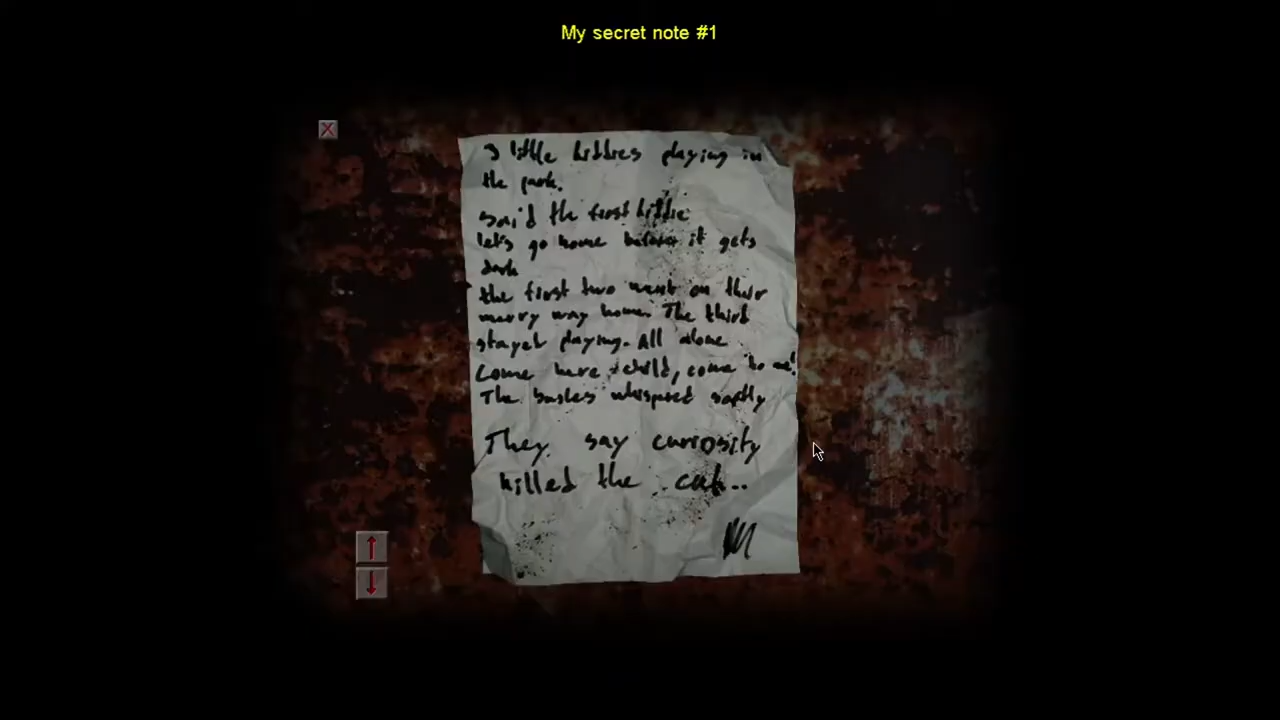 My secret note #1
3 little kitties playing in
the park.
said the first kittie
let's go home before it gets
dark
the first two went on their
merry way home. The third
stayed playing. All alone
Come here child, come to me!
The bushes whispered softly
They say curiosity
killed the cat..